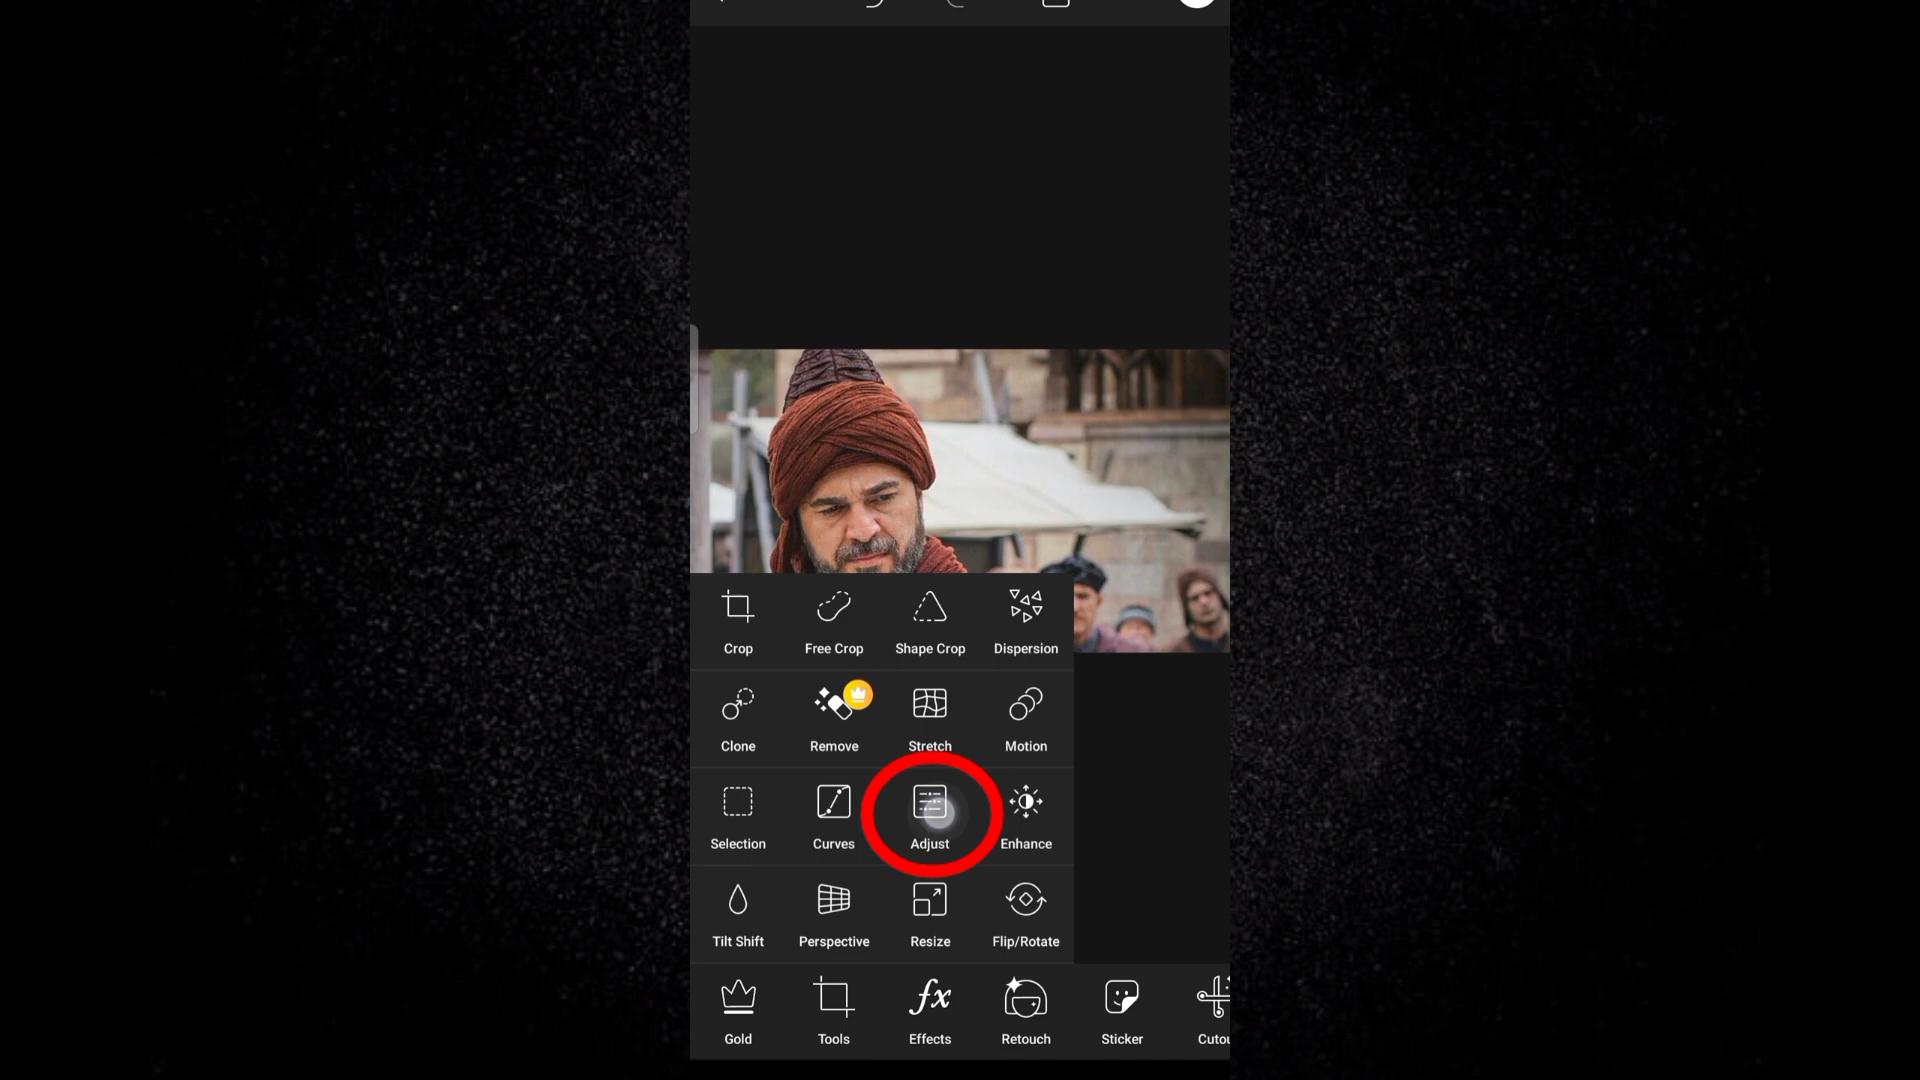 Crop Free Crop Shape Crop Dispersion
Clone Remove Stretch Motion
Selection Curves Adjust Enhance
Tilt Shift Perspective Resize Flip/Rotate
Gold Tools Effects Retouch Sticker Cutou